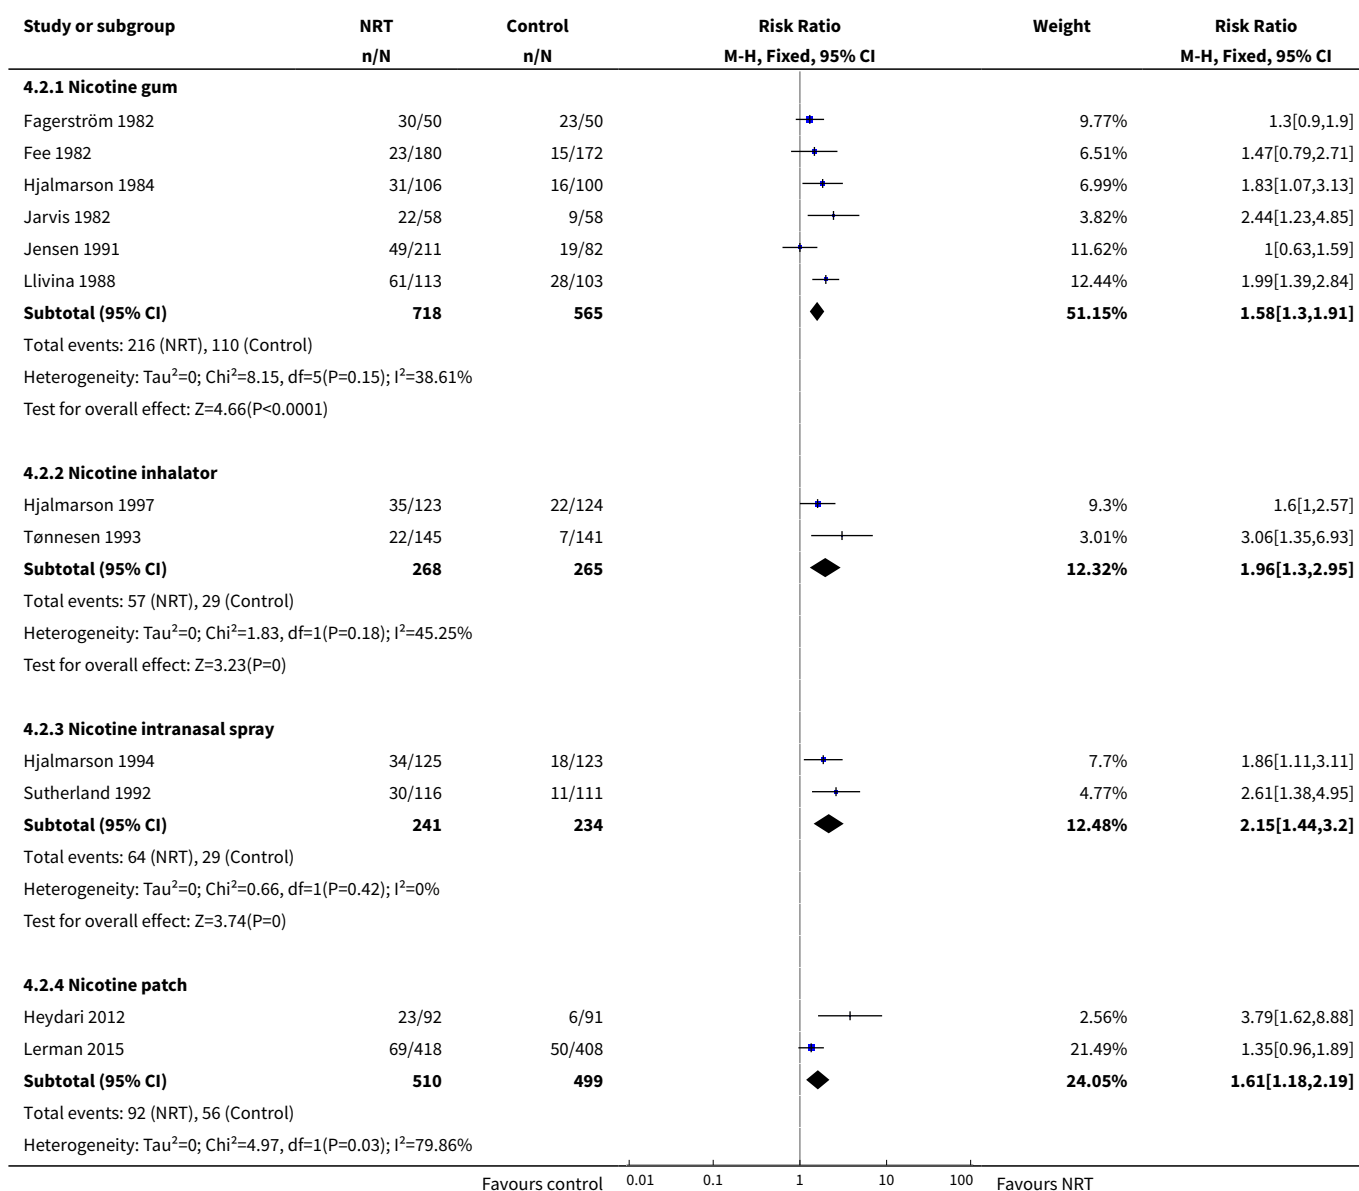 Study or subgroup NRT Control Risk Ratio Weight Risk Ratio
n/N n/N M-H, Fixed, 95% CI M-H, Fixed, 95% CI
4.2.1 Nicotine gum
Fagerström 1982 30/50 23/50 9.77% 1.3[0.9,1.9]
Fee 1982 23/180 15/172 6.51% 1.47[0.79,2.71]
Hjalmarson 1984 31/106 16/100 6.99% 1.83[1.07,3.13]
Jarvis 1982 22/58 9/58 3.82% 2.44[1.23,4.85]
Jensen 1991 49/211 19/82 11.62% 1[0.63,1.59]
Llivina 1988 61/113 28/103 12.44% 1.99[1.39,2.84]
Subtotal (95% CI) 718 565 51.15% 1.58[1.3,1.91]
Total events: 216 (NRT), 110 (Control)
Heterogeneity: Tau²=0; Chi²=8.15, df=5(P=0.15); I²=38.61%
Test for overall effect: Z=4.66(P<0.0001)
4.2.2 Nicotine inhalator
Hjalmarson 1997 35/123 22/124 9.3% 1.6[1,2.57]
Tønnesen 1993 22/145 7/141 3.01% 3.06[1.35,6.93]
Subtotal (95% CI) 268 265 12.32% 1.96[1.3,2.95]
Total events: 57 (NRT), 29 (Control)
Heterogeneity: Tau²=0; Chi²=1.83, df=1(P=0.18); I²=45.25%
Test for overall effect: Z=3.23(P=0)
4.2.3 Nicotine intranasal spray
Hjalmarson 1994 34/125 18/123 7.7% 1.86[1.11,3.11]
Sutherland 1992 30/116 11/111 4.77% 2.61[1.38,4.95]
Subtotal (95% CI) 241 234 12.48% 2.15[1.44,3.2]
Total events: 64 (NRT), 29 (Control)
Heterogeneity: Tau²=0; Chi²=0.66, df=1(P=0.42); I²=0%
Test for overall effect: Z=3.74(P=0)
4.2.4 Nicotine patch
Heydari 2012 23/92 6/91 2.56% 3.79[1.62,8.88]
Lerman 2015 69/418 50/408 21.49% 1.35[0.96,1.89]
Subtotal (95% CI) 510 499 24.05% 1.61[1.18,2.19]
Total events: 92 (NRT), 56 (Control)
Heterogeneity: Tau²=0; Chi²=4.97, df=1(P=0.03); I²=79.86%
Favours control 0.01 0.1 1 10 100 Favours NRT